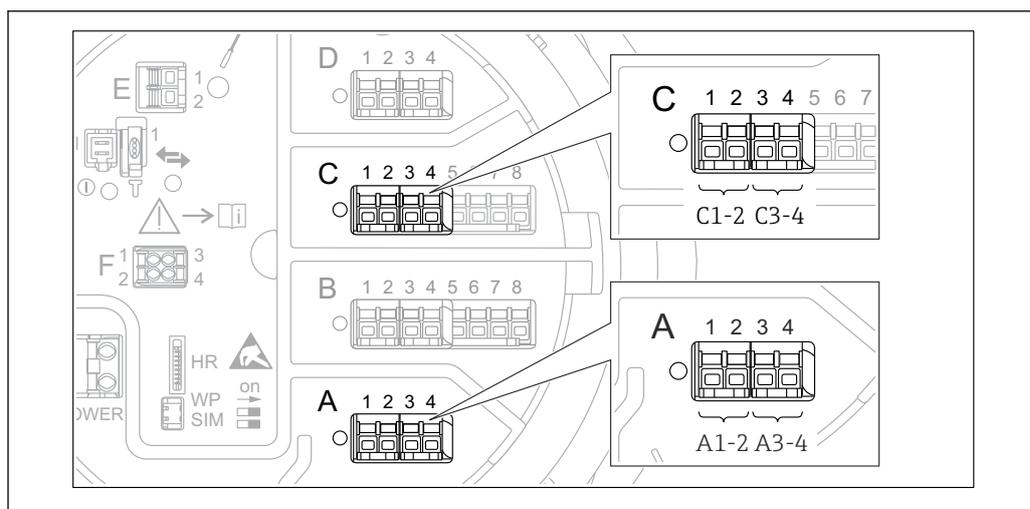 D 1 2 3 4
E 1
2
1
C 1 2 3 4 5 6 7 8
C 1 2 3 4 5 6 7
C1-2 C3-4
i
F 1 3
2 4
B 1 2 3 4 5 6 7 8
A 1 2 3 4
A1-2 A3-4
HR
WP
SIM
on
OWER
A 1 2 3 4